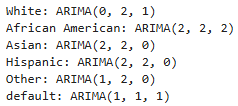 White: ARIMA(0, 2, 1)
African American: ARIMA(2, 2, 2)
Asian: ARIMA(2, 2, 0)
Hispanic: ARIMA(2, 2, 0)
Other: ARIMA(1, 2, 0)
default: ARIMA(1, 1, 1)